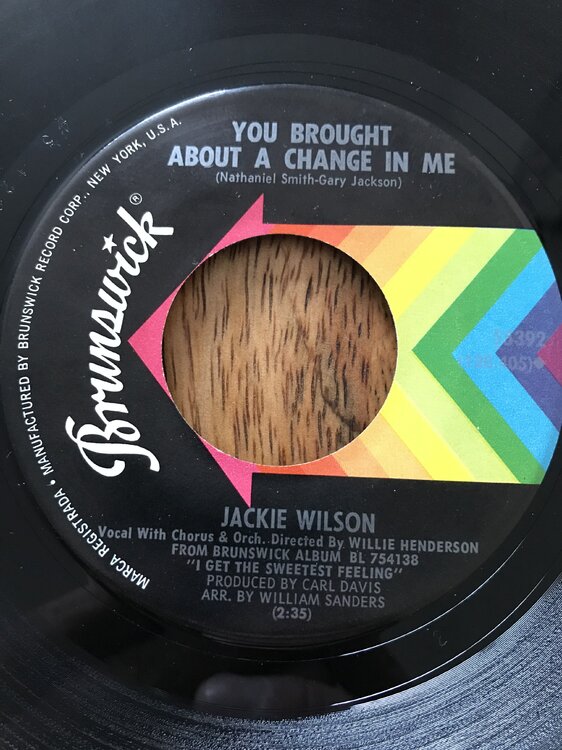 YOU BROUGHT
ABOUT A CHANGE IN ME
(Nathaniel Smith-Gary Jackson)
Brunswick®
MARCA REGISTRADA • MANUFACTURED BY BRUNSWICK RECORD CORP., NEW YORK, U.S.A.
JACKIE WILSON
Vocal With Chorus & Orch. Directed By WILLIE HENDERSON
FROM BRUNSWICK ALBUM BL 754138
"I GET THE SWEETEST FEELING"
PRODUCED BY CARL DAVIS
ARR. BY WILLIAM SANDERS
(2:35)